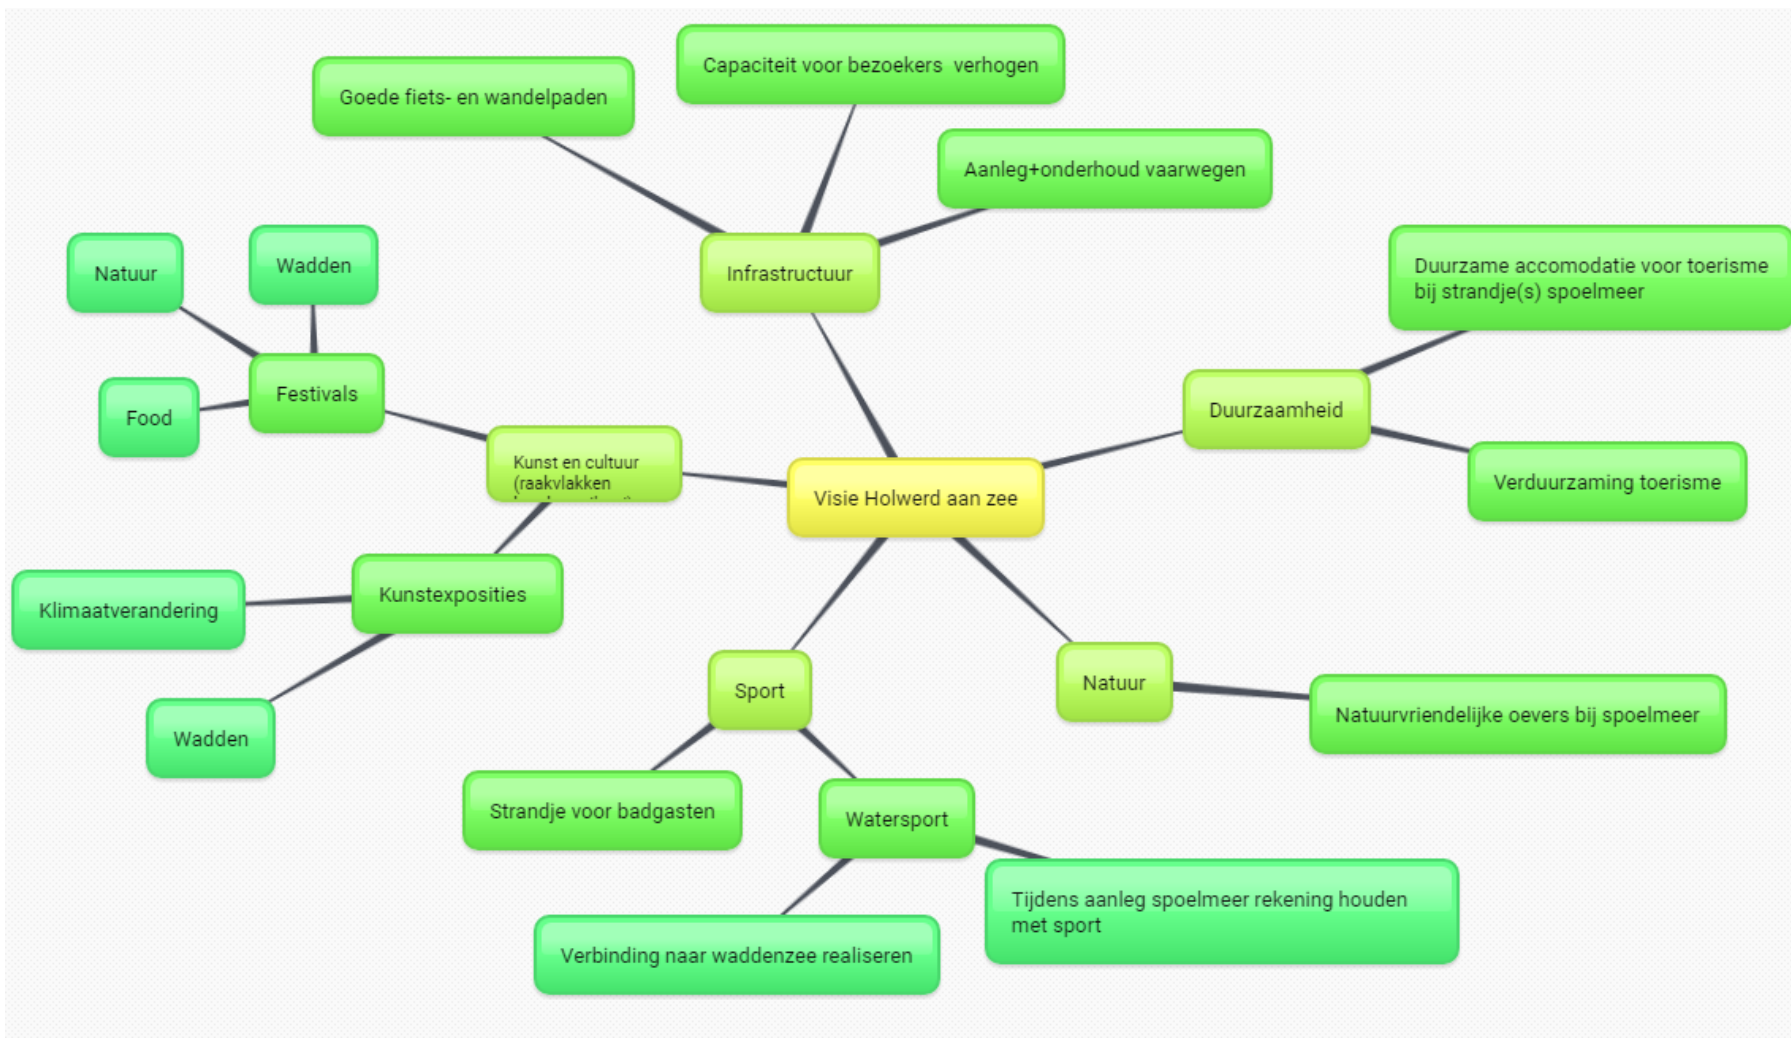 Capaciteit voor bezoekers  verhogen
Goede fiets- en wandelpaden
Aanleg+onderhoud vaarwegen
Infrastructuur
Natuur
Wadden
Duurzame accomodatie voor toerisme
bij strandje(s) spoelmeer
Festivals
Food
Duurzaamheid
Kunst en cultuur
(raakvlakken
Visie Holwerd aan zee
Verduurzaming toerisme
Kunstexposities
Klimaatverandering
Wadden
Sport
Natuur
Natuurvriendelijke oevers bij spoelmeer
Strandje voor badgasten
Watersport
Tijdens aanleg spoelmeer rekening houden
met sport
Verbinding naar waddenzee realiseren